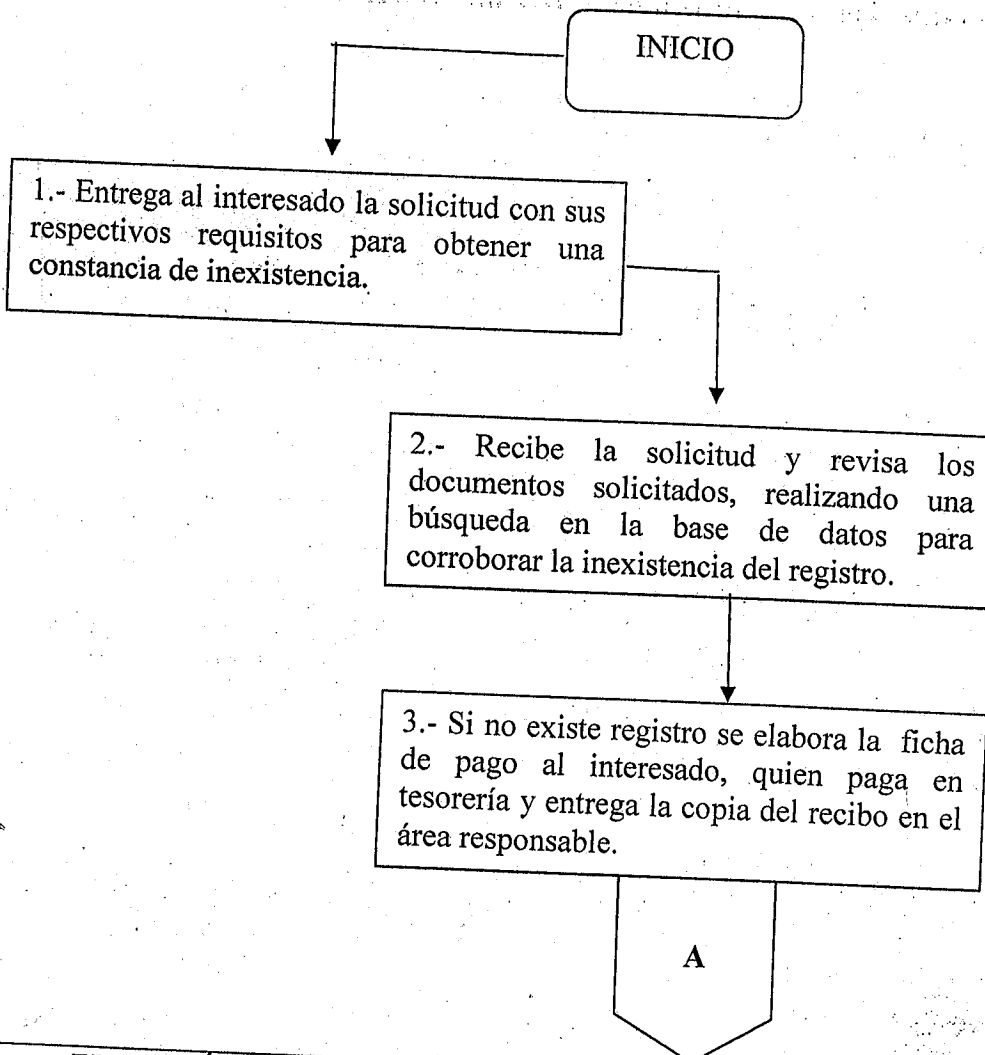 INICIO
1.- Entrega al interesado la solicitud con sus
respectivos requisitos para obtener una
constancia de inexistencia.
2.- Recibe la solicitud y revisa los
documentos solicitados, realizando una
búsqueda en la base de datos para
corroborar la inexistencia del registro.
3.- Si no existe registro se elabora la ficha
de pago al interesado, quien paga en
tesorería y entrega la copia del recibo en el
área responsable.
A